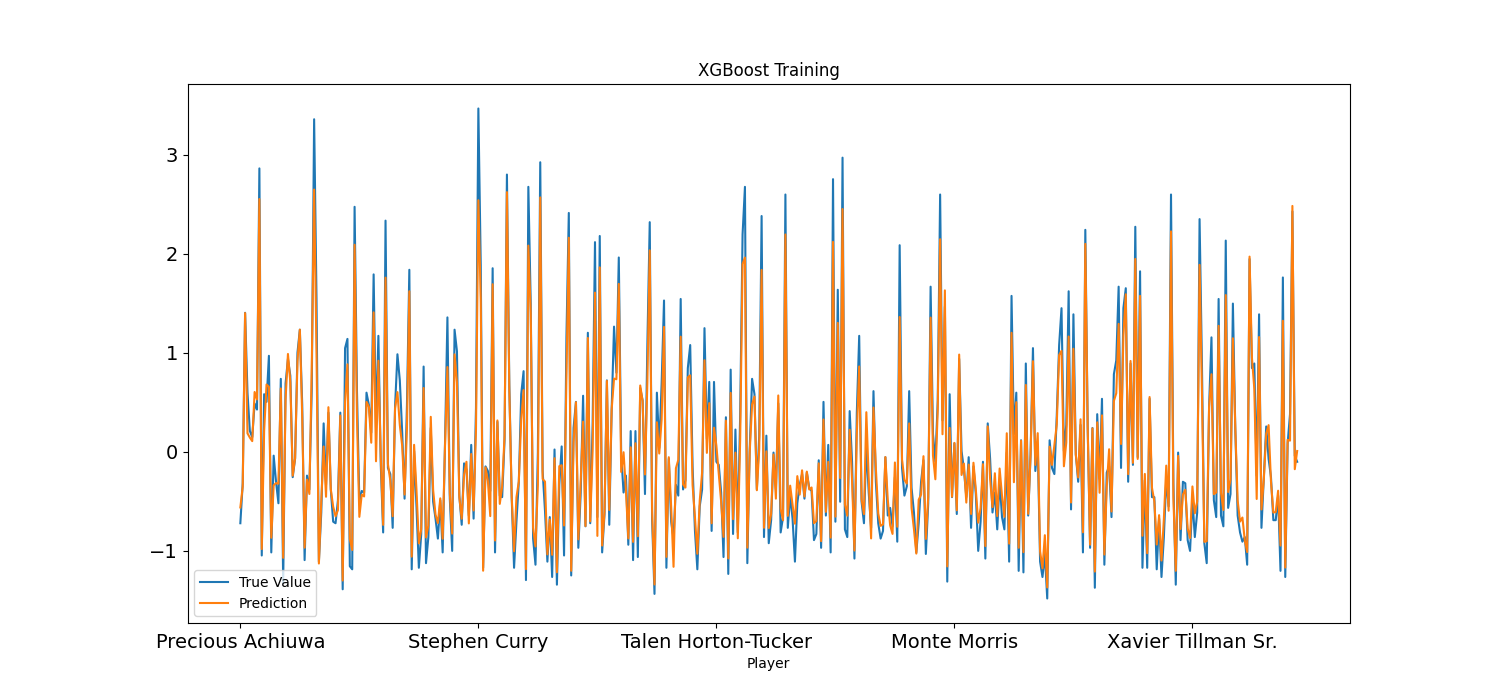 XGBoost Training
3
2
1
0
−1
True Value
Prediction
Precious Achiuwa Stephen Curry Talen Horton-Tucker Monte Morris Xavier Tillman Sr.
Player